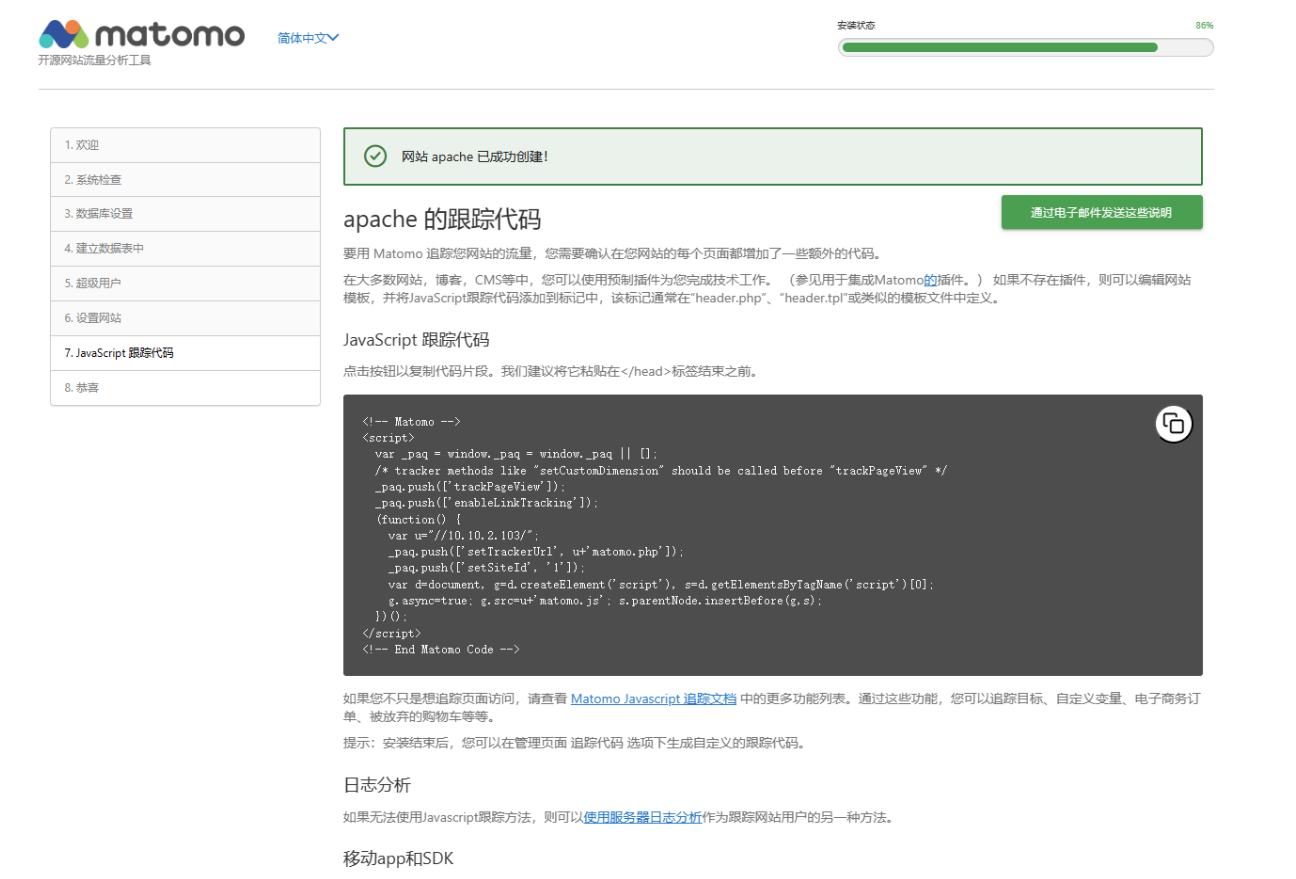 matomo
简体中文
开源网站流量分析工具
安装状态
86%
1. 欢迎
2. 系统检查
3. 数据库设置
4. 建立数据表中
5. 超级用户
6. 设置网站
7. JavaScript 跟踪代码
8. 恭喜
网站 apache 已成功创建!
apache 的跟踪代码
通过电子邮件发送这些说明
要用 Matomo 追踪您网站的流量，您需要确认在您网站的每个页面都增加了一些额外的代码。
在大多数网站，博客，CMS等中，您可以使用预制插件为您完成技术工作。 （参见用于集成Matomo的插件。） 如果不存在插件，则可以编辑网站
模板，并将JavaScript跟踪代码添加到标记中，该标记通常在"header.php"、"header.tpl"或类似的模板文件中定义。
JavaScript 跟踪代码
点击按钮以复制代码片段。我们建议将它粘贴在</head>标签结束之前。
<!-- Matomo -->
<script>
  var _paq = window._paq = window._paq || [];
  /* tracker methods like "setCustomDimension" should be called before "trackPageView" */
  _paq.push(['trackPageView']);
  _paq.push(['enableLinkTracking']);
  (function() {
    var u="//10.10.2.103/";
    _paq.push(['setTrackerUrl', u+'matomo.php']);
    _paq.push(['setSiteId', '1']);
    var d=document, g=d.createElement('script'), s=d.getElementsByTagName('script')[0];
    g.async=true; g.src=u+'matomo.js'; s.parentNode.insertBefore(g,s);
  })();
</script>
<!-- End Matomo Code -->
如果您不只是想追踪页面访问，请查看 Matomo Javascript 追踪文档 中的更多功能列表。通过这些功能，您可以追踪目标、自定义变量、电子商务订
单、被放弃的购物车等等。
提示：安装结束后，您可以在管理页面 追踪代码 选项下生成自定义的跟踪代码。
日志分析
如果无法使用Javascript跟踪方法，则可以使用服务器日志分析作为跟踪网站用户的另一种方法。
移动app和SDK